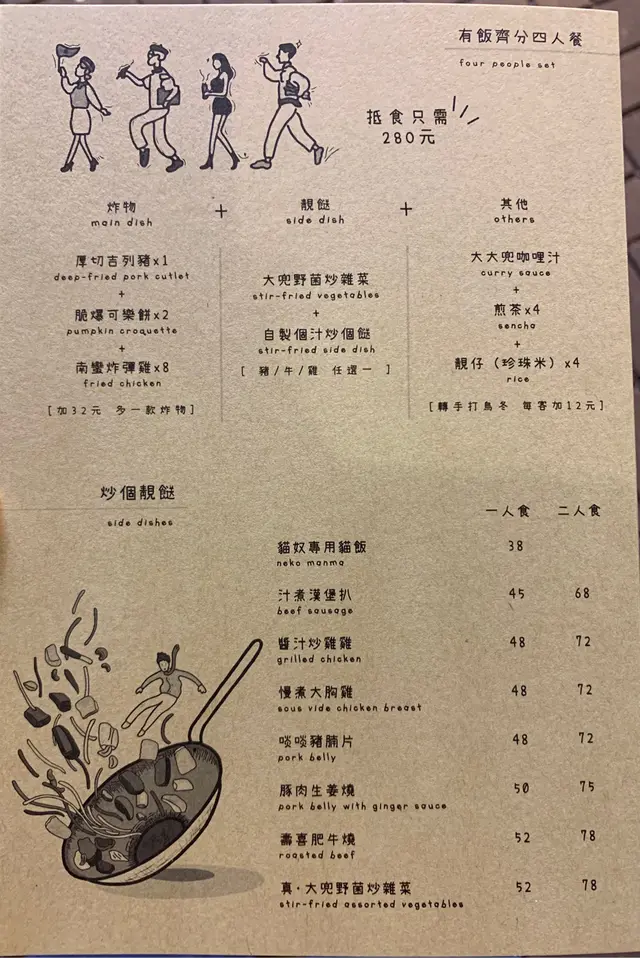 有飯齊分四人餐
four people set
抵食只需
280元
炸物
main dish
+
靚餸
side dish
+
其他
others
厚切吉列豬x1
deep-fried pork cutlet
+
脆爆可樂餅x2
pumpkin croquette
+
南蠻炸彈雞x8
fried chicken
[加32元 多一款炸物]
大兜野菌炒雜菜
stir-fried vegetables
+
自製個汁炒個餸
stir-fried side dish
[ 豬/牛/雞 任選一 ]
大大兜咖哩汁
curry sauce
+
煎茶x4
sencha
+
靚仔（珍珠米）x4
rice
[轉手打烏冬 每客加12元]
炒個靚餸
side dishes
一人食 二人食
貓奴專用貓飯 38
neko manma
汁煮漢堡扒 45 68
beef sausage
醬汁炒雞雞 48 72
grilled chicken
慢煮大胸雞 48 72
sous vide chicken breast
啖啖豬腩片 48 72
pork belly
豚肉生姜燒 50 75
pork belly with ginger sauce
壽喜肥牛燒 52 78
roasted beef
真·大兜野菌炒雜菜 52 78
stir-fried assorted vegetables